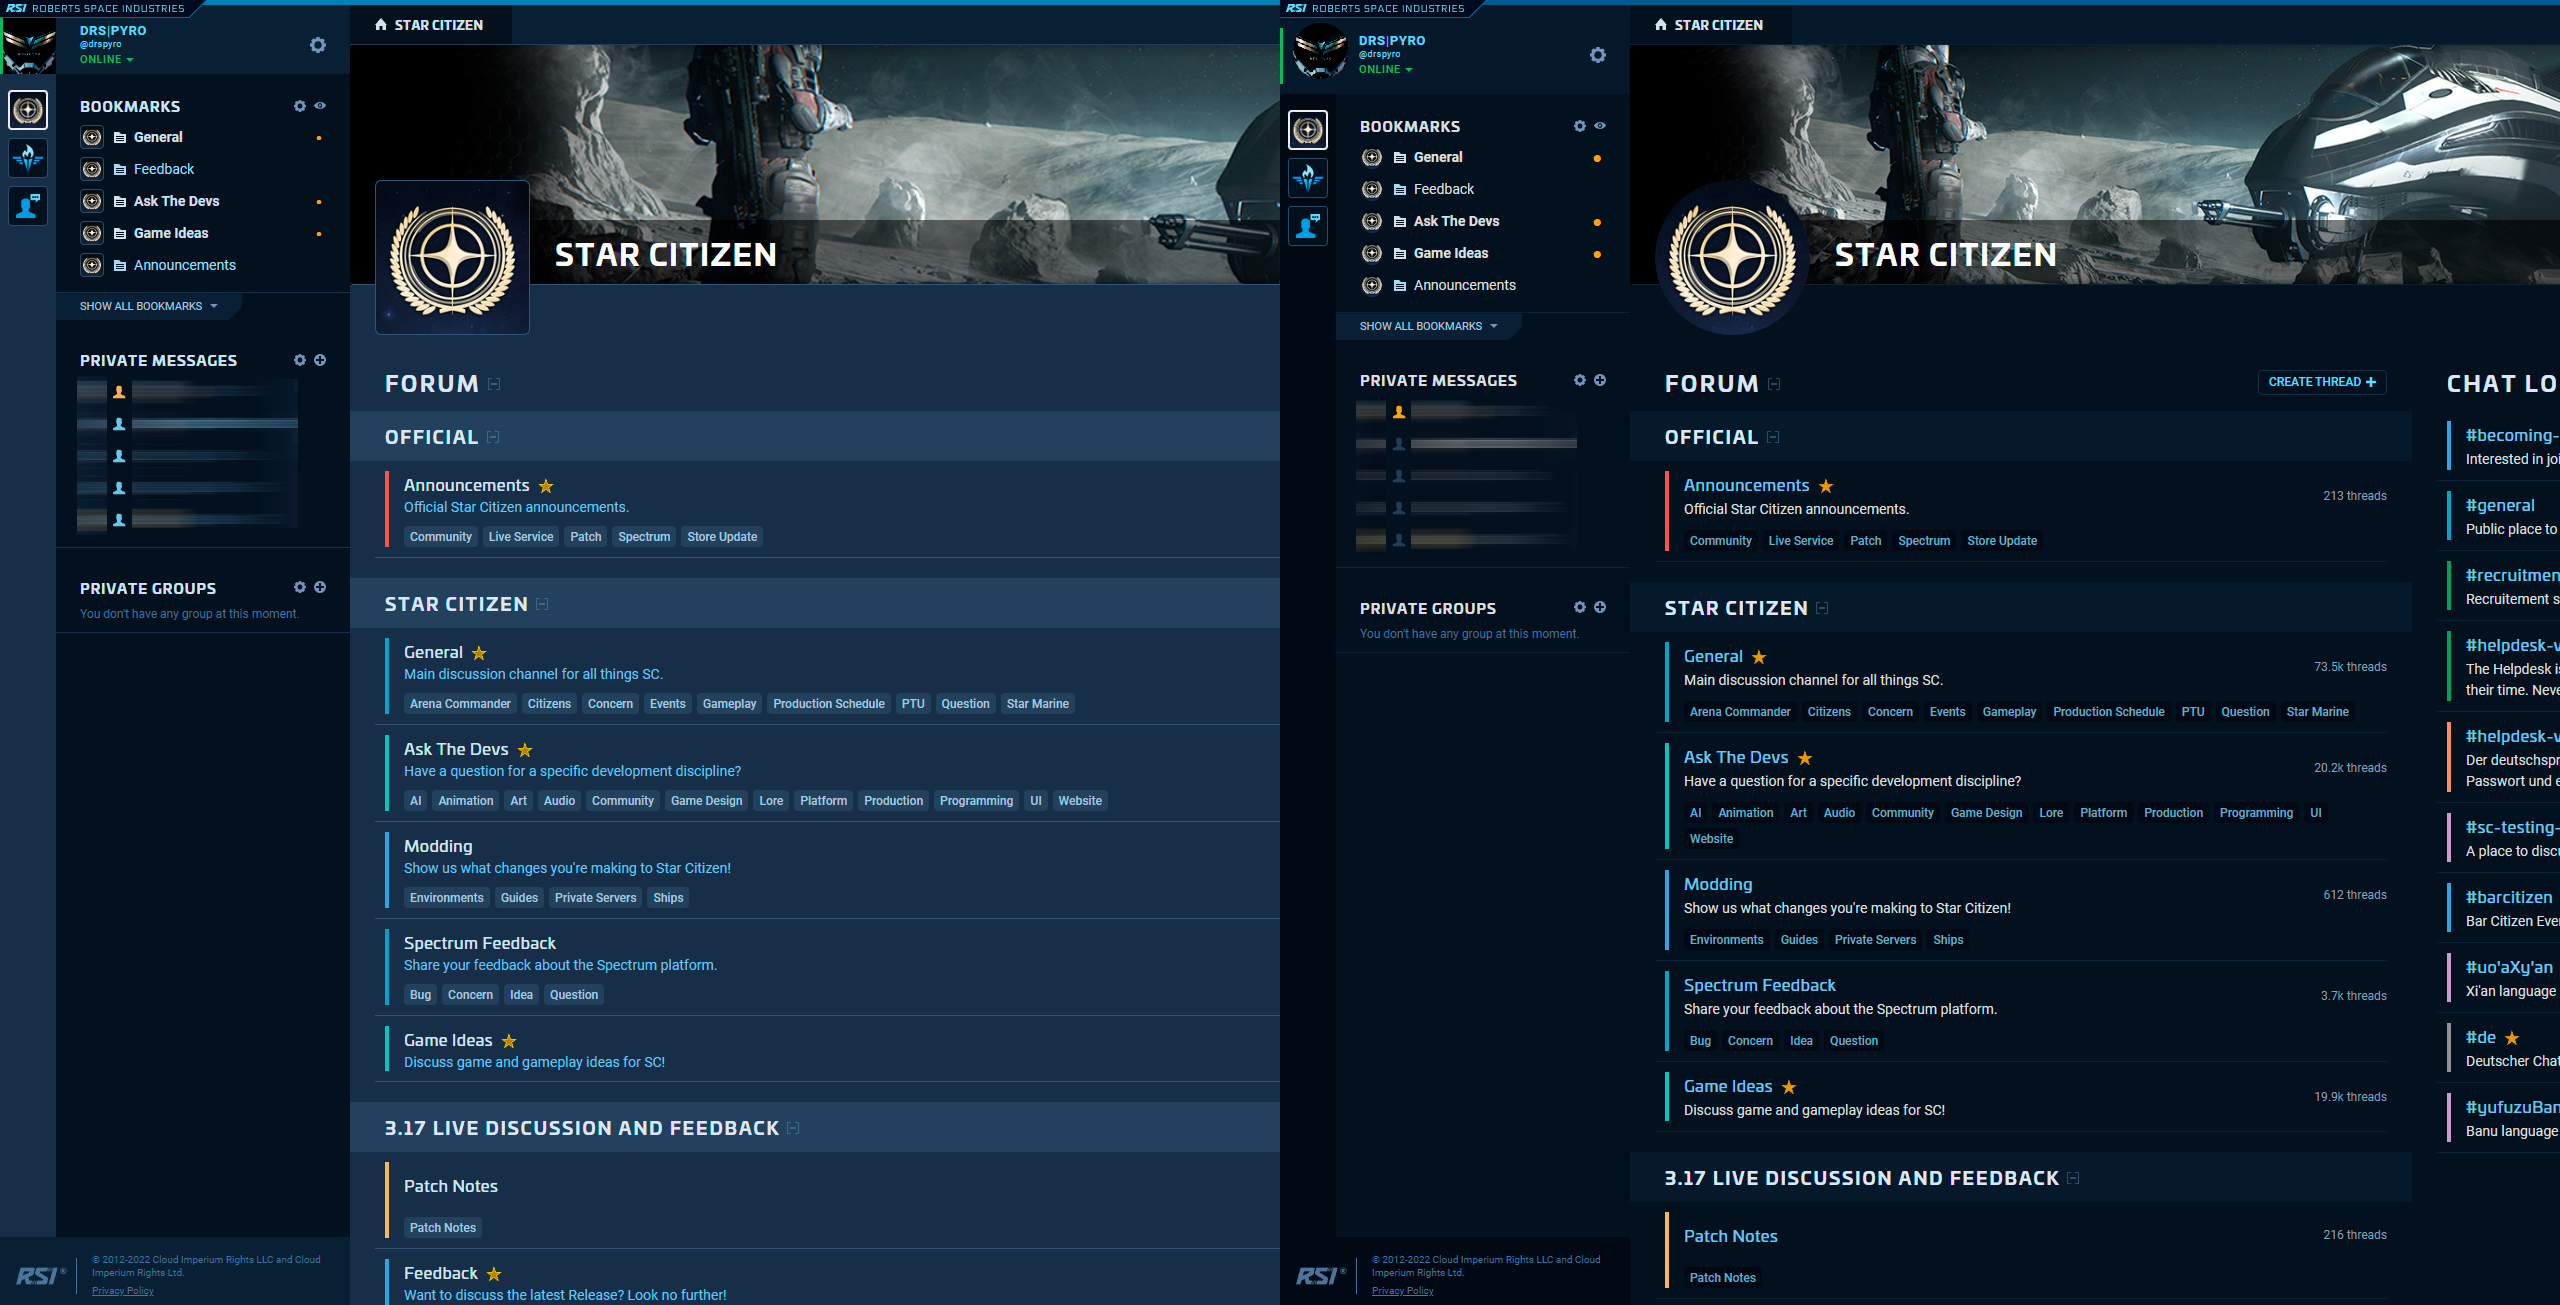 RSI ROBERTS SPACE INDUSTRIES
DRS|PYRO
@drspyro
ONLINE
BOOKMARKS
General
Feedback
Ask The Devs
Game Ideas
Announcements
SHOW ALL BOOKMARKS
PRIVATE MESSAGES
PRIVATE GROUPS
You don't have any group at this moment.
RSI ®
© 2012-2022 Cloud Imperium Rights LLC and Cloud
Imperium Rights Ltd.
Privacy Policy
STAR CITIZEN
STAR CITIZEN
FORUM
OFFICIAL
Announcements
Official Star Citizen announcements.
Community Live Service Patch Spectrum Store Update
STAR CITIZEN
General
Main discussion channel for all things SC.
Arena Commander Citizens Concern Events Gameplay Production Schedule PTU Question Star Marine
Ask The Devs
Have a question for a specific development discipline?
AI Animation Art Audio Community Game Design Lore Platform Production Programming UI Website
Modding
Show us what changes you're making to Star Citizen!
Environments Guides Private Servers Ships
Spectrum Feedback
Share your feedback about the Spectrum platform.
Bug Concern Idea Question
Game Ideas
Discuss game and gameplay ideas for SC!
3.17 LIVE DISCUSSION AND FEEDBACK
Patch Notes
Patch Notes
Feedback
Want to discuss the latest Release? Look no further!
RSI ROBERTS SPACE INDUSTRIES
DRS|PYRO
@drspyro
ONLINE
BOOKMARKS
General
Feedback
Ask The Devs
Game Ideas
Announcements
SHOW ALL BOOKMARKS
PRIVATE MESSAGES
PRIVATE GROUPS
You don't have any group at this moment.
RSI ®
© 2012-2022 Cloud Imperium Rights LLC and Cloud
Imperium Rights Ltd.
Privacy Policy
STAR CITIZEN
STAR CITIZEN
FORUM
CREATE THREAD
OFFICIAL
Announcements
213 threads
Official Star Citizen announcements.
Community Live Service Patch Spectrum Store Update
STAR CITIZEN
General
73.5k threads
Main discussion channel for all things SC.
Arena Commander Citizens Concern Events Gameplay Production Schedule PTU Question Star Marine
Ask The Devs
20.2k threads
Have a question for a specific development discipline?
AI Animation Art Audio Community Game Design Lore Platform Production Programming UI
Website
Modding
612 threads
Show us what changes you're making to Star Citizen!
Environments Guides Private Servers Ships
Spectrum Feedback
3.7k threads
Share your feedback about the Spectrum platform.
Bug Concern Idea Question
Game Ideas
19.9k threads
Discuss game and gameplay ideas for SC!
3.17 LIVE DISCUSSION AND FEEDBACK
Patch Notes
216 threads
Patch Notes
CHAT LO
#becoming-
Interested in joi
#general
Public place to
#recruitmen
Recruitement s
#helpdesk-v
The Helpdesk i
their time. Neve
#helpdesk-v
Der deutschspr
Passwort und e
#sc-testing-
A place to discu
#barcitizen
Bar Citizen Eve
#uo'aXy'an
Xi'an language
#de
Deutscher Chat
#yufuzuBan
Banu language